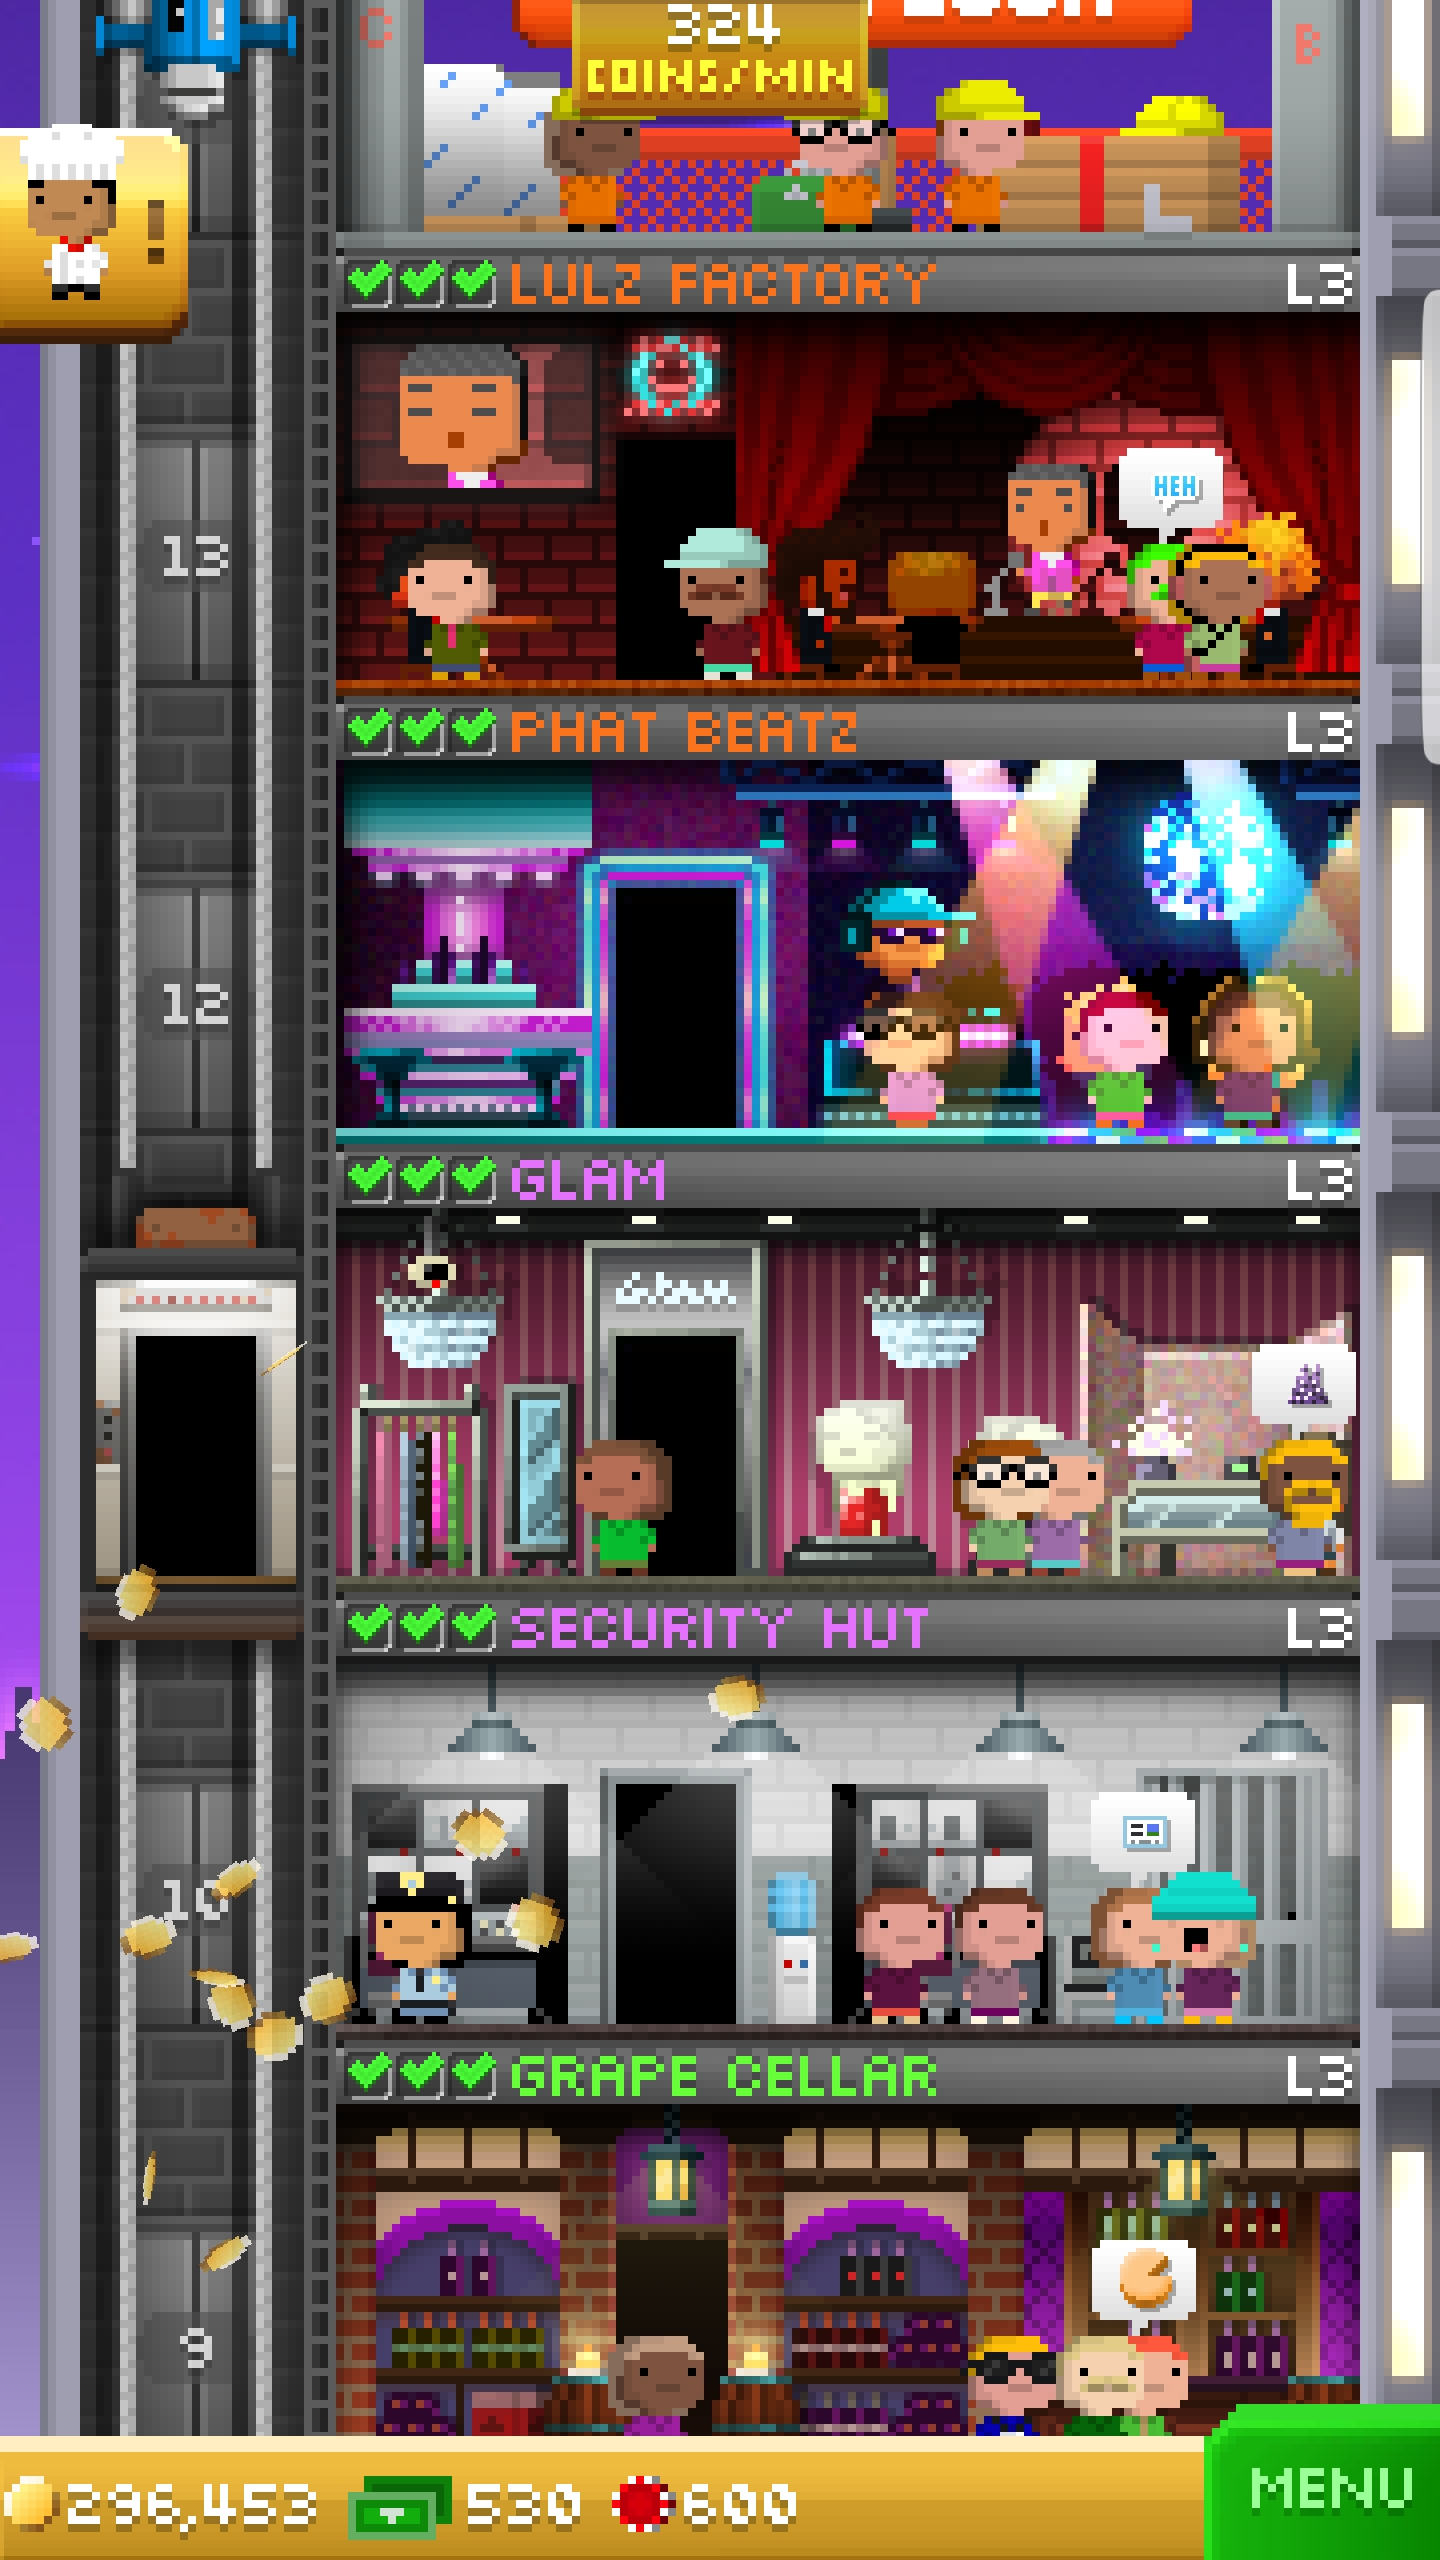 C
B
324
COINS/MIN
!
LULZ FACTORY L3
HEH
13
PHAT BEATZ L3
12
GLAM L3
Glam
SECURITY HUT L3
10
GRAPE CELLAR L3
9
296,453 530 600
MENU